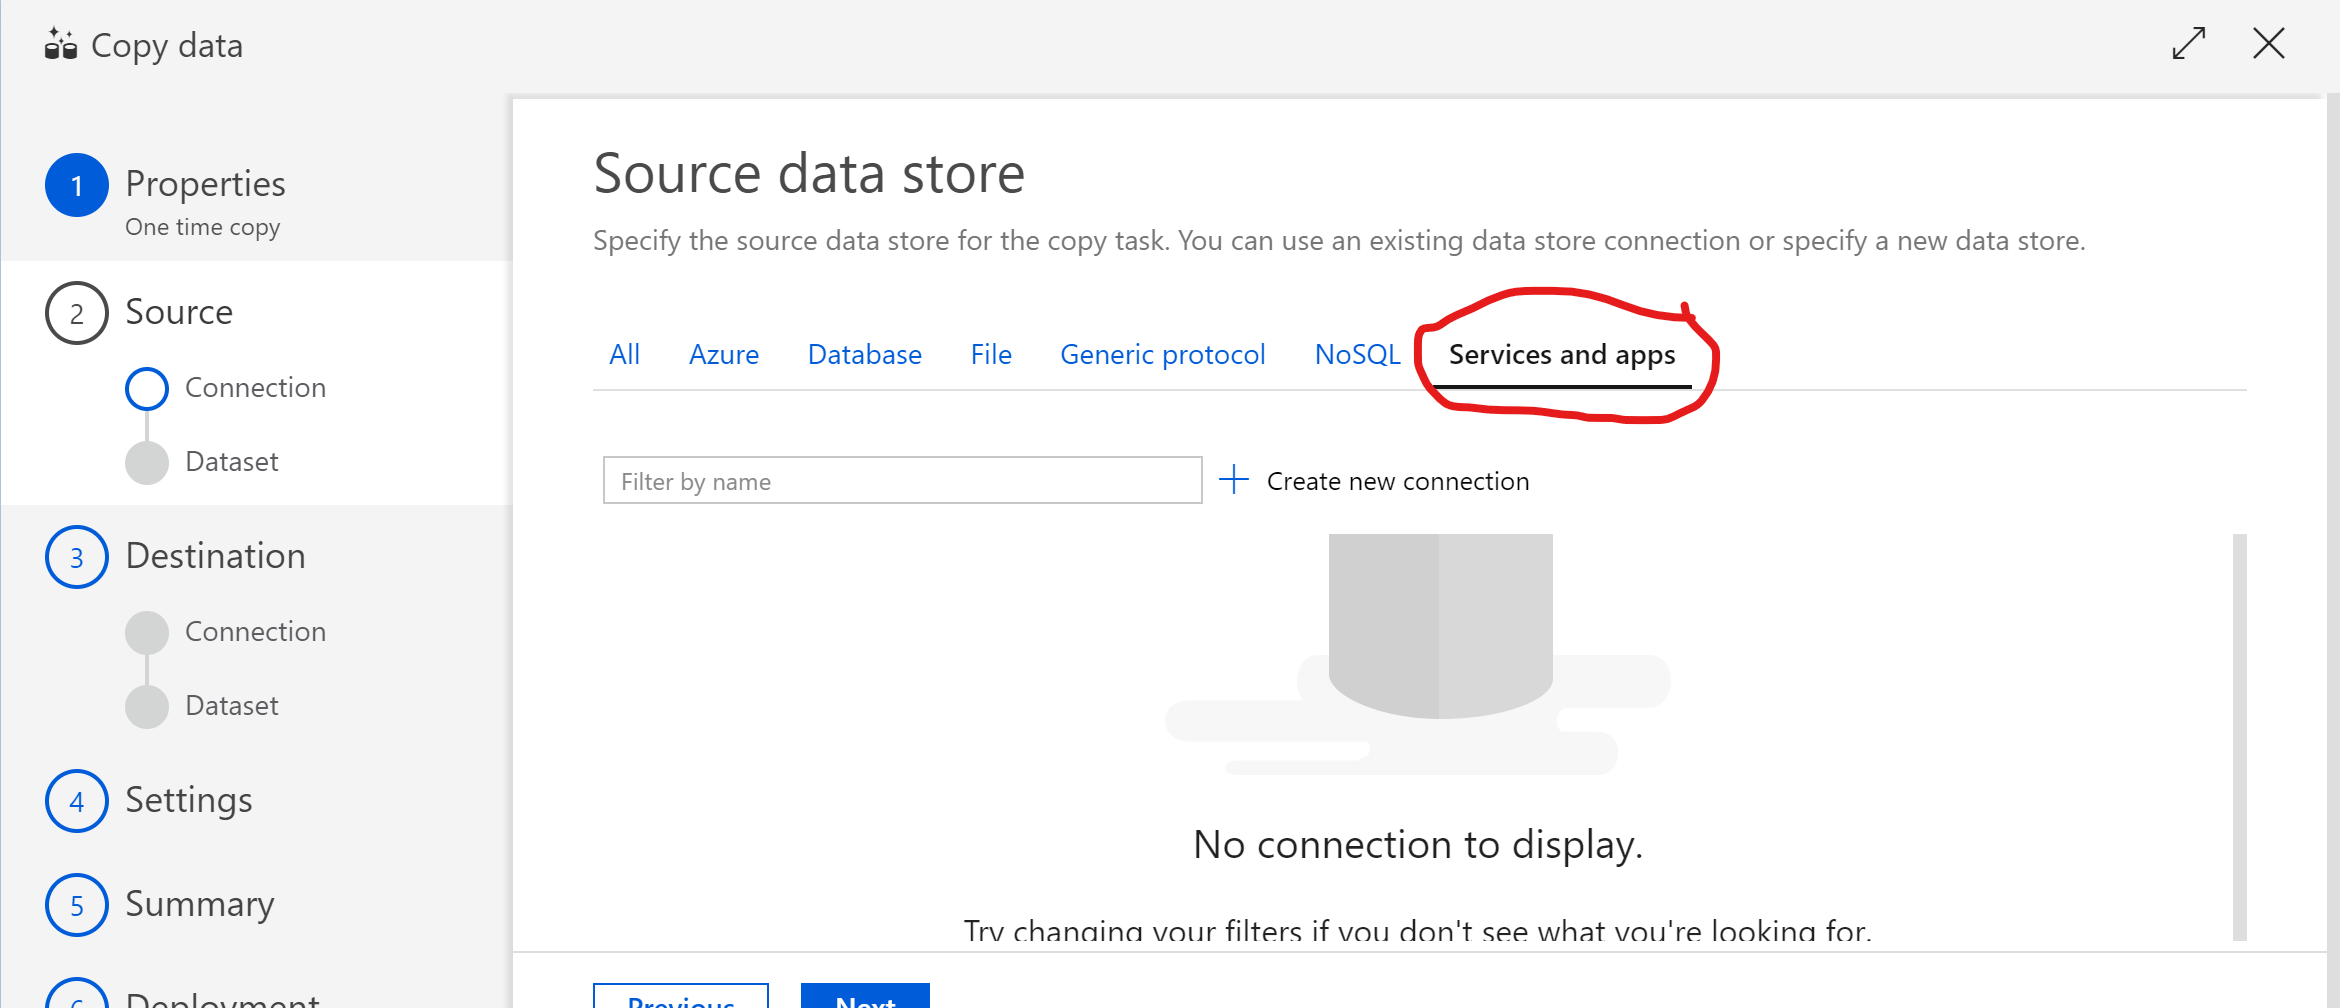 Copy data
1 Properties
One time copy
2 Source
Connection
Dataset
3 Destination
Connection
Dataset
4 Settings
5 Summary
6 Deployment
Source data store
Specify the source data store for the copy task. You can use an existing data store connection or specify a new data store.
All Azure Database File Generic protocol NoSQL Services and apps
Filter by name Create new connection
No connection to display.
Try changing your filters if you don't see what you're looking for.
Previous Next